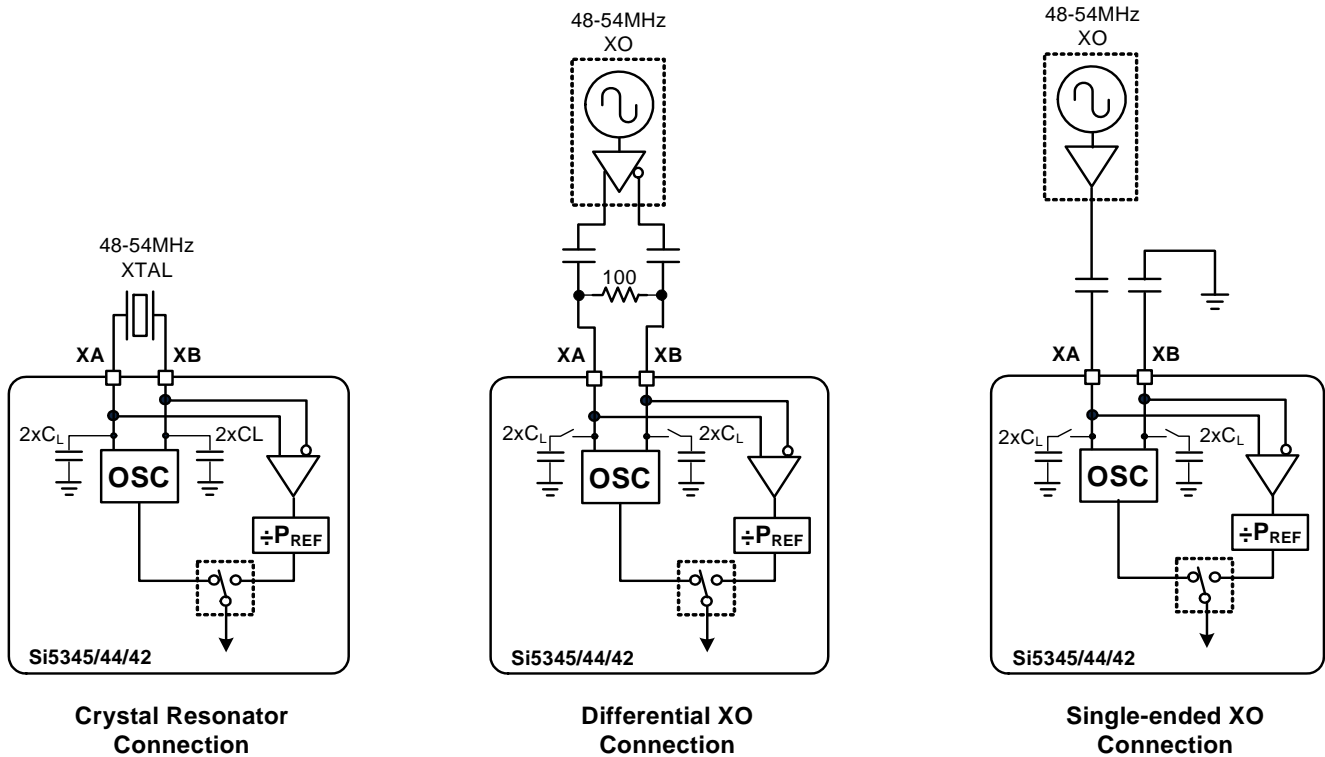 48-54MHz
XTAL
XA
XB
2xCL
2xCL
OSC
÷PREF
Si5345/44/42
Crystal Resonator
Connection
48-54MHz
XO
100
XA
XB
2xCL
2xCL
OSC
÷PREF
Si5345/44/42
Differential XO
Connection
48-54MHz
XO
XA
XB
2xCL
2xCL
OSC
÷PREF
Si5345/44/42
Single-ended XO
Connection